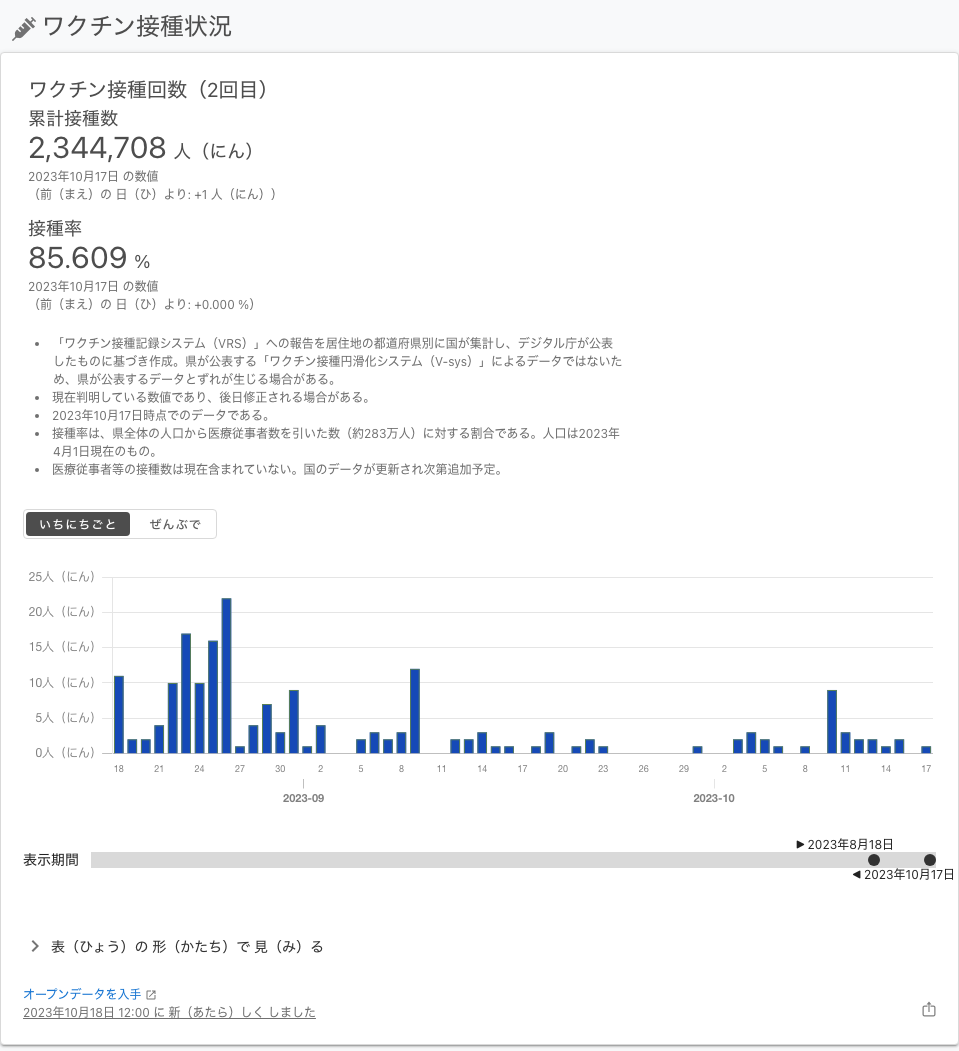 ワクチン接種状況
ワクチン接種回数（2回目）
累計接種数
2,344,708 人（にん）
2023年10月17日 の数値
（前（まえ）の 日（ひ）より: +1 人（にん））
接種率
85.609 %
2023年10月17日 の数値
（前（まえ）の 日（ひ）より: +0.000 %）
• 「ワクチン接種記録システム（VRS）」への報告を居住地の都道府県別に国が集計し、デジタル庁が公表
したものに基づき作成。県が公表する「ワクチン接種円滑化システム（V-sys）」によるデータではないた
め、県が公表するデータとずれが生じる場合がある。
• 現在判明している数値であり、後日修正される場合がある。
• 2023年10月17日時点でのデータである。
• 接種率は、県全体の人口から医療従事者数を引いた数（約283万人）に対する割合である。人口は2023年
4月1日現在のもの。
• 医療従事者等の接種数は現在含まれていない。国のデータが更新され次第追加予定。
いちにちごと ぜんぶで
25人（にん）
20人（にん）
15人（にん）
10人（にん）
5人（にん）
0人（にん）
18 21 24 27 30 2 5 8 11 14 17 20 23 26 29 2 5 8 11 14 17
2023-09 2023-10
▶ 2023年8月18日
表示期間
◀ 2023年10月17日
表（ひょう）の 形（かたち）で 見（み）る
オープンデータを入手
2023年10月18日 12:00 に 新（あたら）しく しました